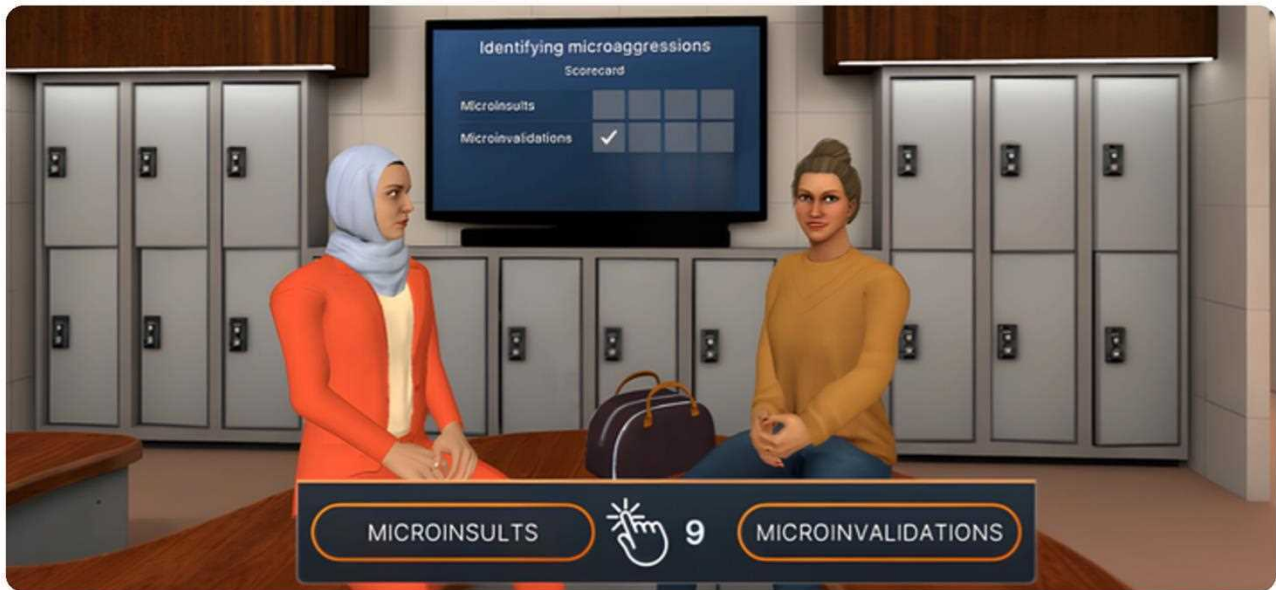 Identifying microaggressions
Scorecard
Microinsults
Microinvalidations
MICROINSULTS
9
MICROINVALIDATIONS